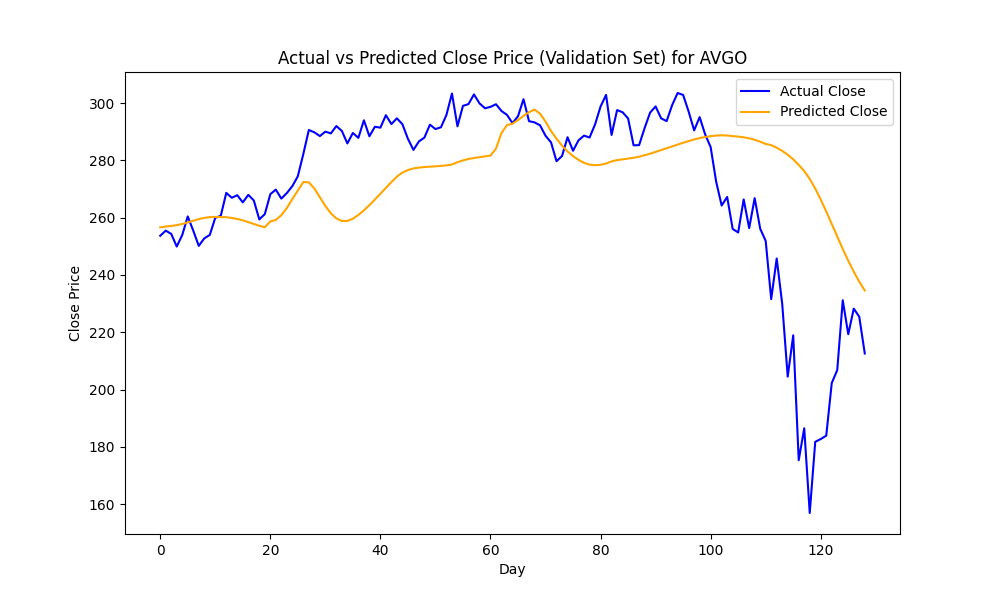 Actual vs Predicted Close Price (Validation Set) for AVGO
Actual Close
Predicted Close
Close Price
300
280
260
240
220
200
180
160
0 20 40 60 80 100 120
Day